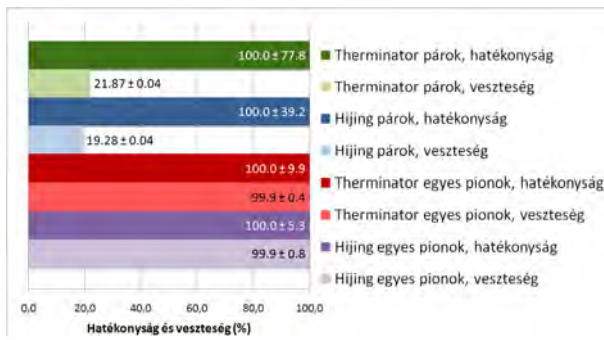 100.0 ± 77.8
21.87 ± 0.04
100.0 ± 39.2
19.28 ± 0.04
100.0 ± 9.9
99.9 ± 0.4
100.0 ± 5.3
99.9 ± 0.8
Therminator párok, hatékonyság
Therminator párok, veszteség
Hijing párok, hatékonyság
Hijing párok, veszteség
Therminator egyes pionok, hatékonyság
Therminator egyes pionok, veszteség
Hijing egyes pionok, hatékonyság
Hijing egyes pionok, veszteség
0,0 20,0 40,0 60,0 80,0 100,0
Hatékonyság és veszteség (%)